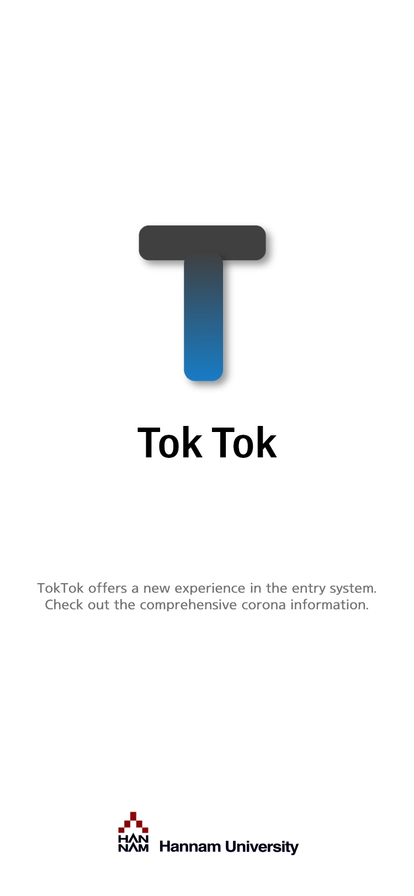 T
Tok Tok
TokTok offers a new experience in the entry system.
Check out the comprehensive corona information.
HAN
NAM
Hannam University